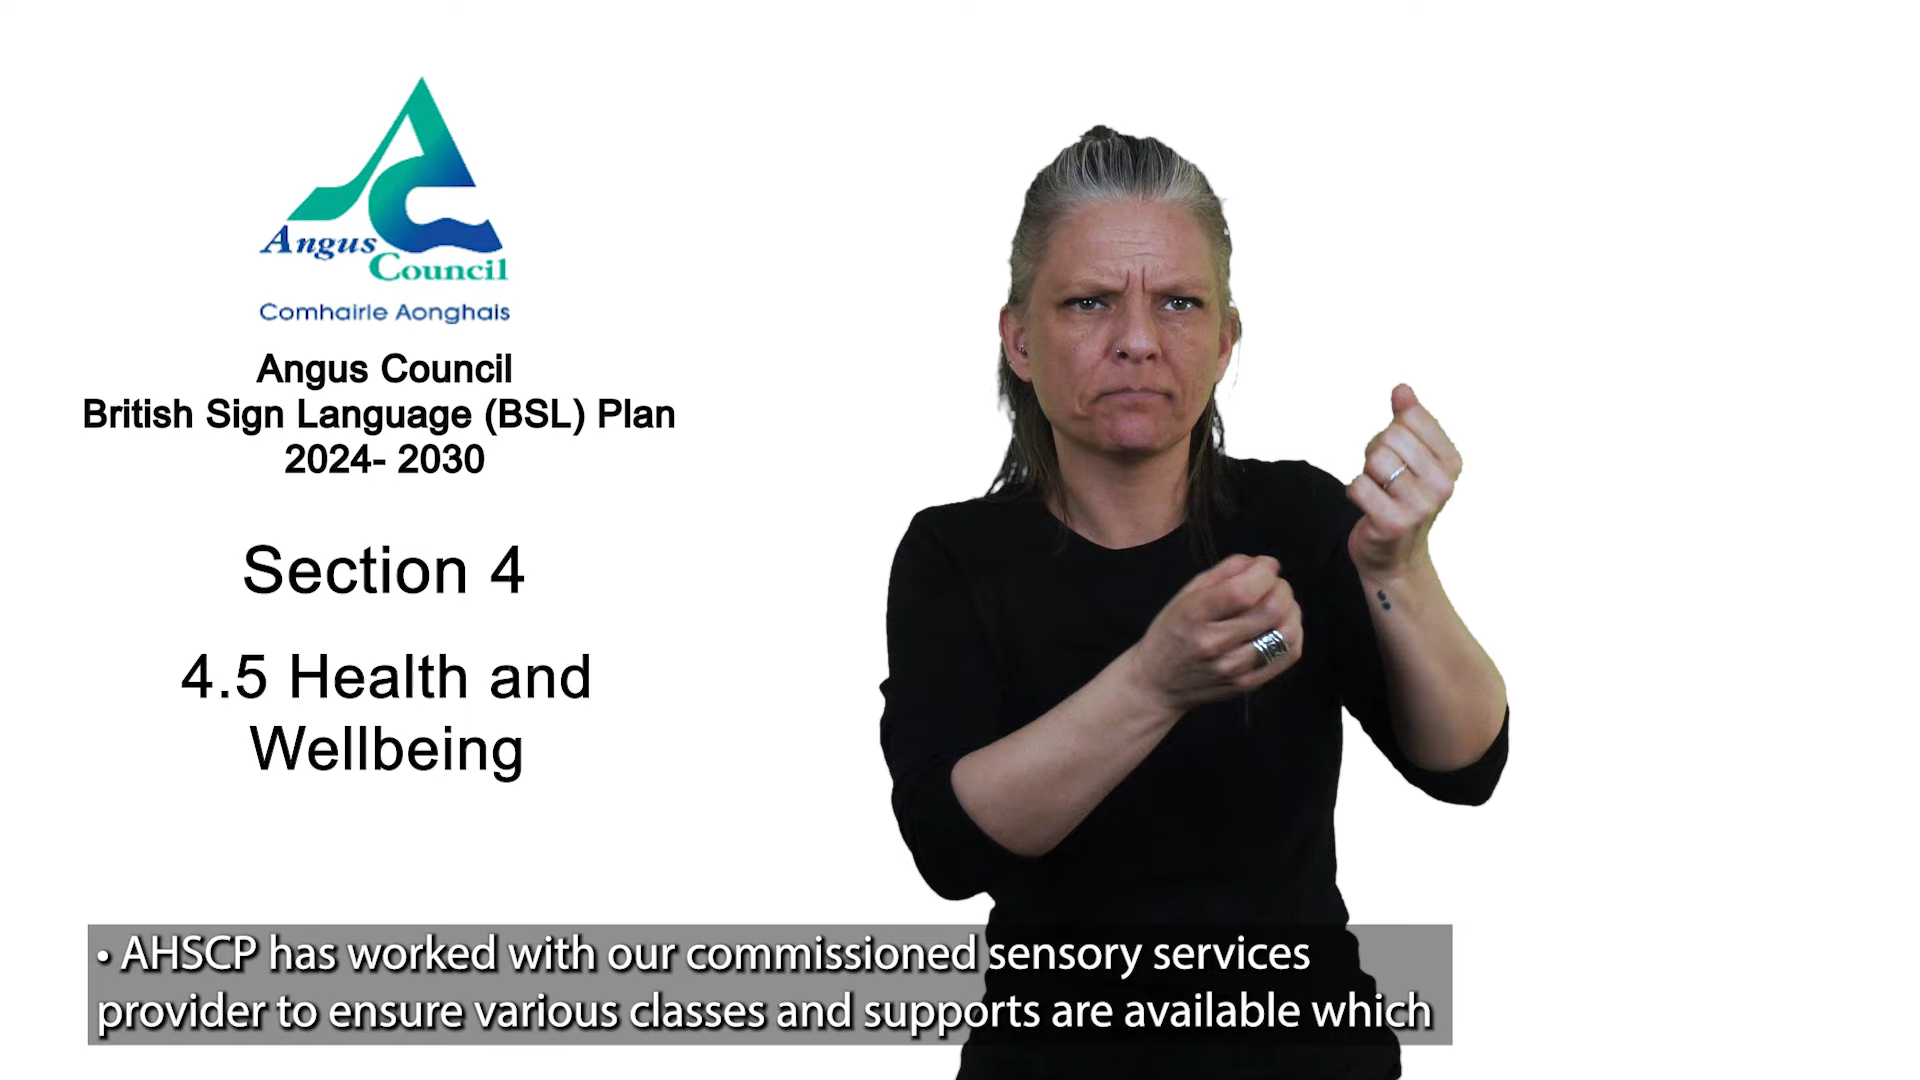 Angus
Council
Comhairle Aonghais
Angus Council
British Sign Language (BSL) Plan
2024- 2030
Section 4
4.5 Health and
Wellbeing
• AHSCP has worked with our commissioned sensory services
provider to ensure various classes and supports are available which